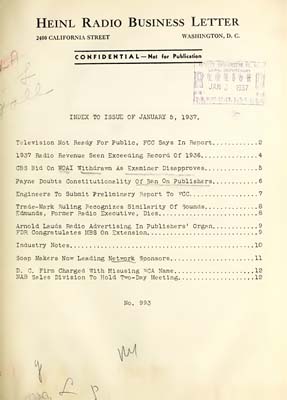 HEINL RADIO BUSINESS LETTER
2400 CALIFORNIA STREET WASHINGTON, D. C.
CONFIDENTIAL—Not for Publication
JAN 5 1937
INDEX TO ISSUE OF JANUARY 5, 1937.
Television Not Ready For Public, FCC Says In Report............2
1937 Radio Revenue Seen Exceeding Record Of 1936...............4
CBS Bid On WOAI Withdrawn As Examiner Disapproves..............5
Payne Doubts Constitutionality Of Ban On Publishers............6
Engineers To Submit Preliminary Report To FCC..................7
Trade-Mark Ruling Recognizes Similarity Of Sounds..............8
Edmunds, Former Radio Executive, Dies..........................8
Arnold Lauds Radio Advertising In Publishers' Organ............9
FDR Congratulates MBS On Extension.............................9
Industry Notes.................................................10
Soap Makers Now Leading Network Sponsors.......................11
D. C. Firm Charged With Misusing RCA Name......................12
NAB Sales Division To Hold Two-Day Meeting.....................12
No. 993